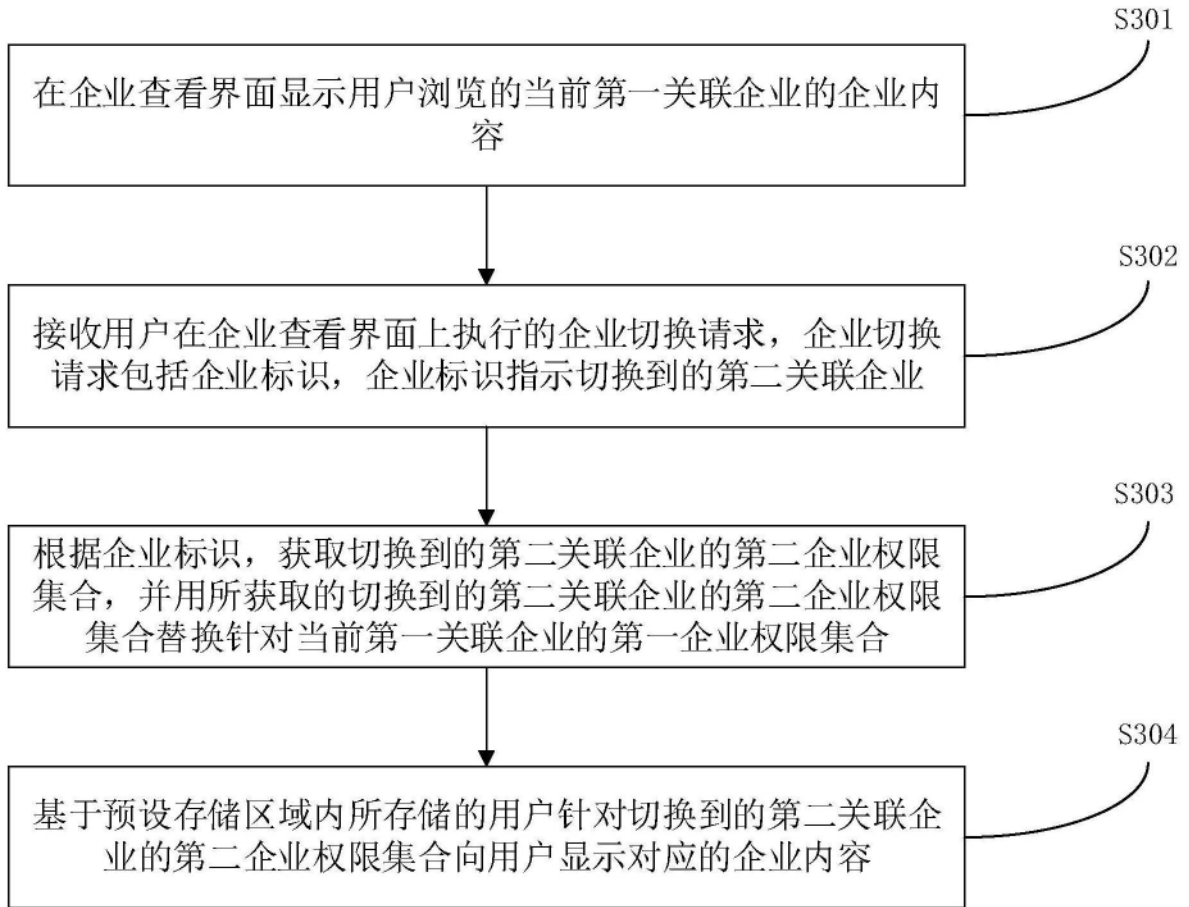 S301
在企业查看界面显示用户浏览的当前第一关联企业的企业内
容
S302
接收用户在企业查看界面上执行的企业切换请求，企业切换
请求包括企业标识，企业标识指示切换到的第二关联企业
S303
根据企业标识，获取切换到的第二关联企业的第二企业权限
集合，并用所获取的切换到的第二关联企业的第二企业权限
集合替换针对当前第一关联企业的第一企业权限集合
S304
基于预设存储区域内所存储的用户针对切换到的第二关联企
业的第二企业权限集合向用户显示对应的企业内容